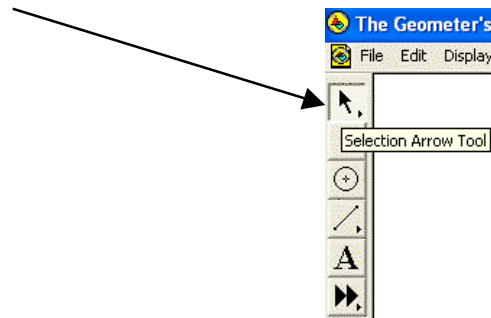 The Geometer's
File Edit Display
Selection Arrow Tool
A